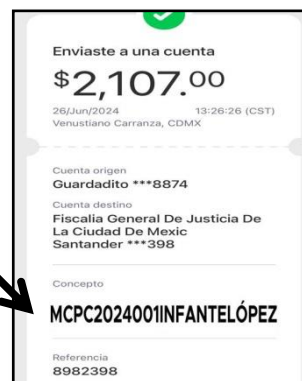 Enviaste a una cuenta
$2,107.00
26/Jun/2024 13:26:26 (CST)
Venustiano Carranza, CDMX
Cuenta origen
Guardadito ***8874
Cuenta destino
Fiscalia General De Justicia De
La Ciudad De Mexic
Santander ***398
Concepto
MCPC2024001INFANTELÓPEZ
Referencia
8982398